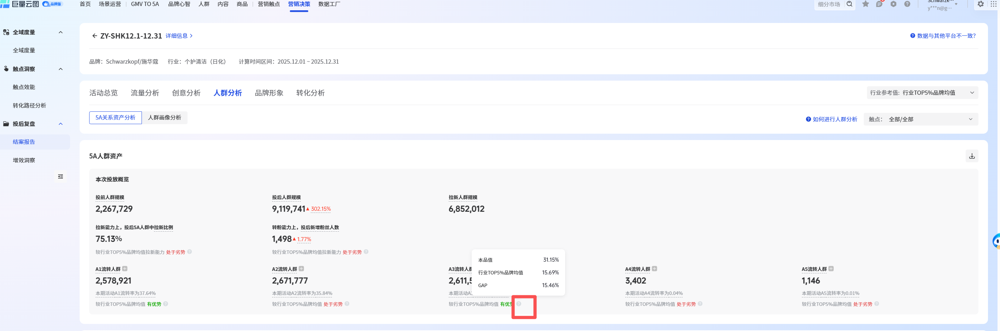 巨量云图 品牌版 首页 场景运营 GMV TO 5A 品牌心智 人群 内容 商品 营销触点 营销决策 数据工厂 细分市场 Schwarzk···
y***n@g···
全域度量
全域度量
触点洞察
触点效能
转化路径分析
投后复盘
结案报告
增效洞察
ZY-SHK12.1-12.31 详细信息 数据与其他平台不一致?
品牌：Schwarzkopf/施华蔻 行业：个护清洁（日化） 计算时间区间：2025.12.01 ~ 2025.12.31
活动总览 流量分析 创意分析 人群分析 品牌形象 转化分析 行业参考值: 行业TOP5%品牌均值
5A关系资产分析 人群画像分析 如何进行人群分析 触点： 全部/全部
5A人群资产
本次投放概览
投前人群规模 投后人群规模 拉新人群规模
2,267,729 9,119,741 302.15% 6,852,012
拉新能力上，投后5A人群中拉新比例 转粉能力上，投后新增粉丝人数
75.13% 1,498 1.77%
较行业TOP5%品牌均值拉新能力 处于劣势 较行业TOP5%品牌均值拉新能力 处于劣势
本品值 31.15%
行业TOP5%品牌均值 15.69%
GAP 15.46%
A1流转人群 A2流转人群 A3流转人群 A4流转人群 A5流转人群
2,578,921 2,671,777 2,611,5 3,402 1,146
本期活动A1流转率为37.64% 本期活动A2流转率为35.84% 本期活动A3 本期活动A4流转率为0.04% 本期活动A5流转率为0.01%
较行业TOP5%品牌均值 有优势 较行业TOP5%品牌均值 处于劣势 较行业TOP5%品牌均值 有优势 较行业TOP5%品牌均值 处于劣势 较行业TOP5%品牌均值 处于劣势